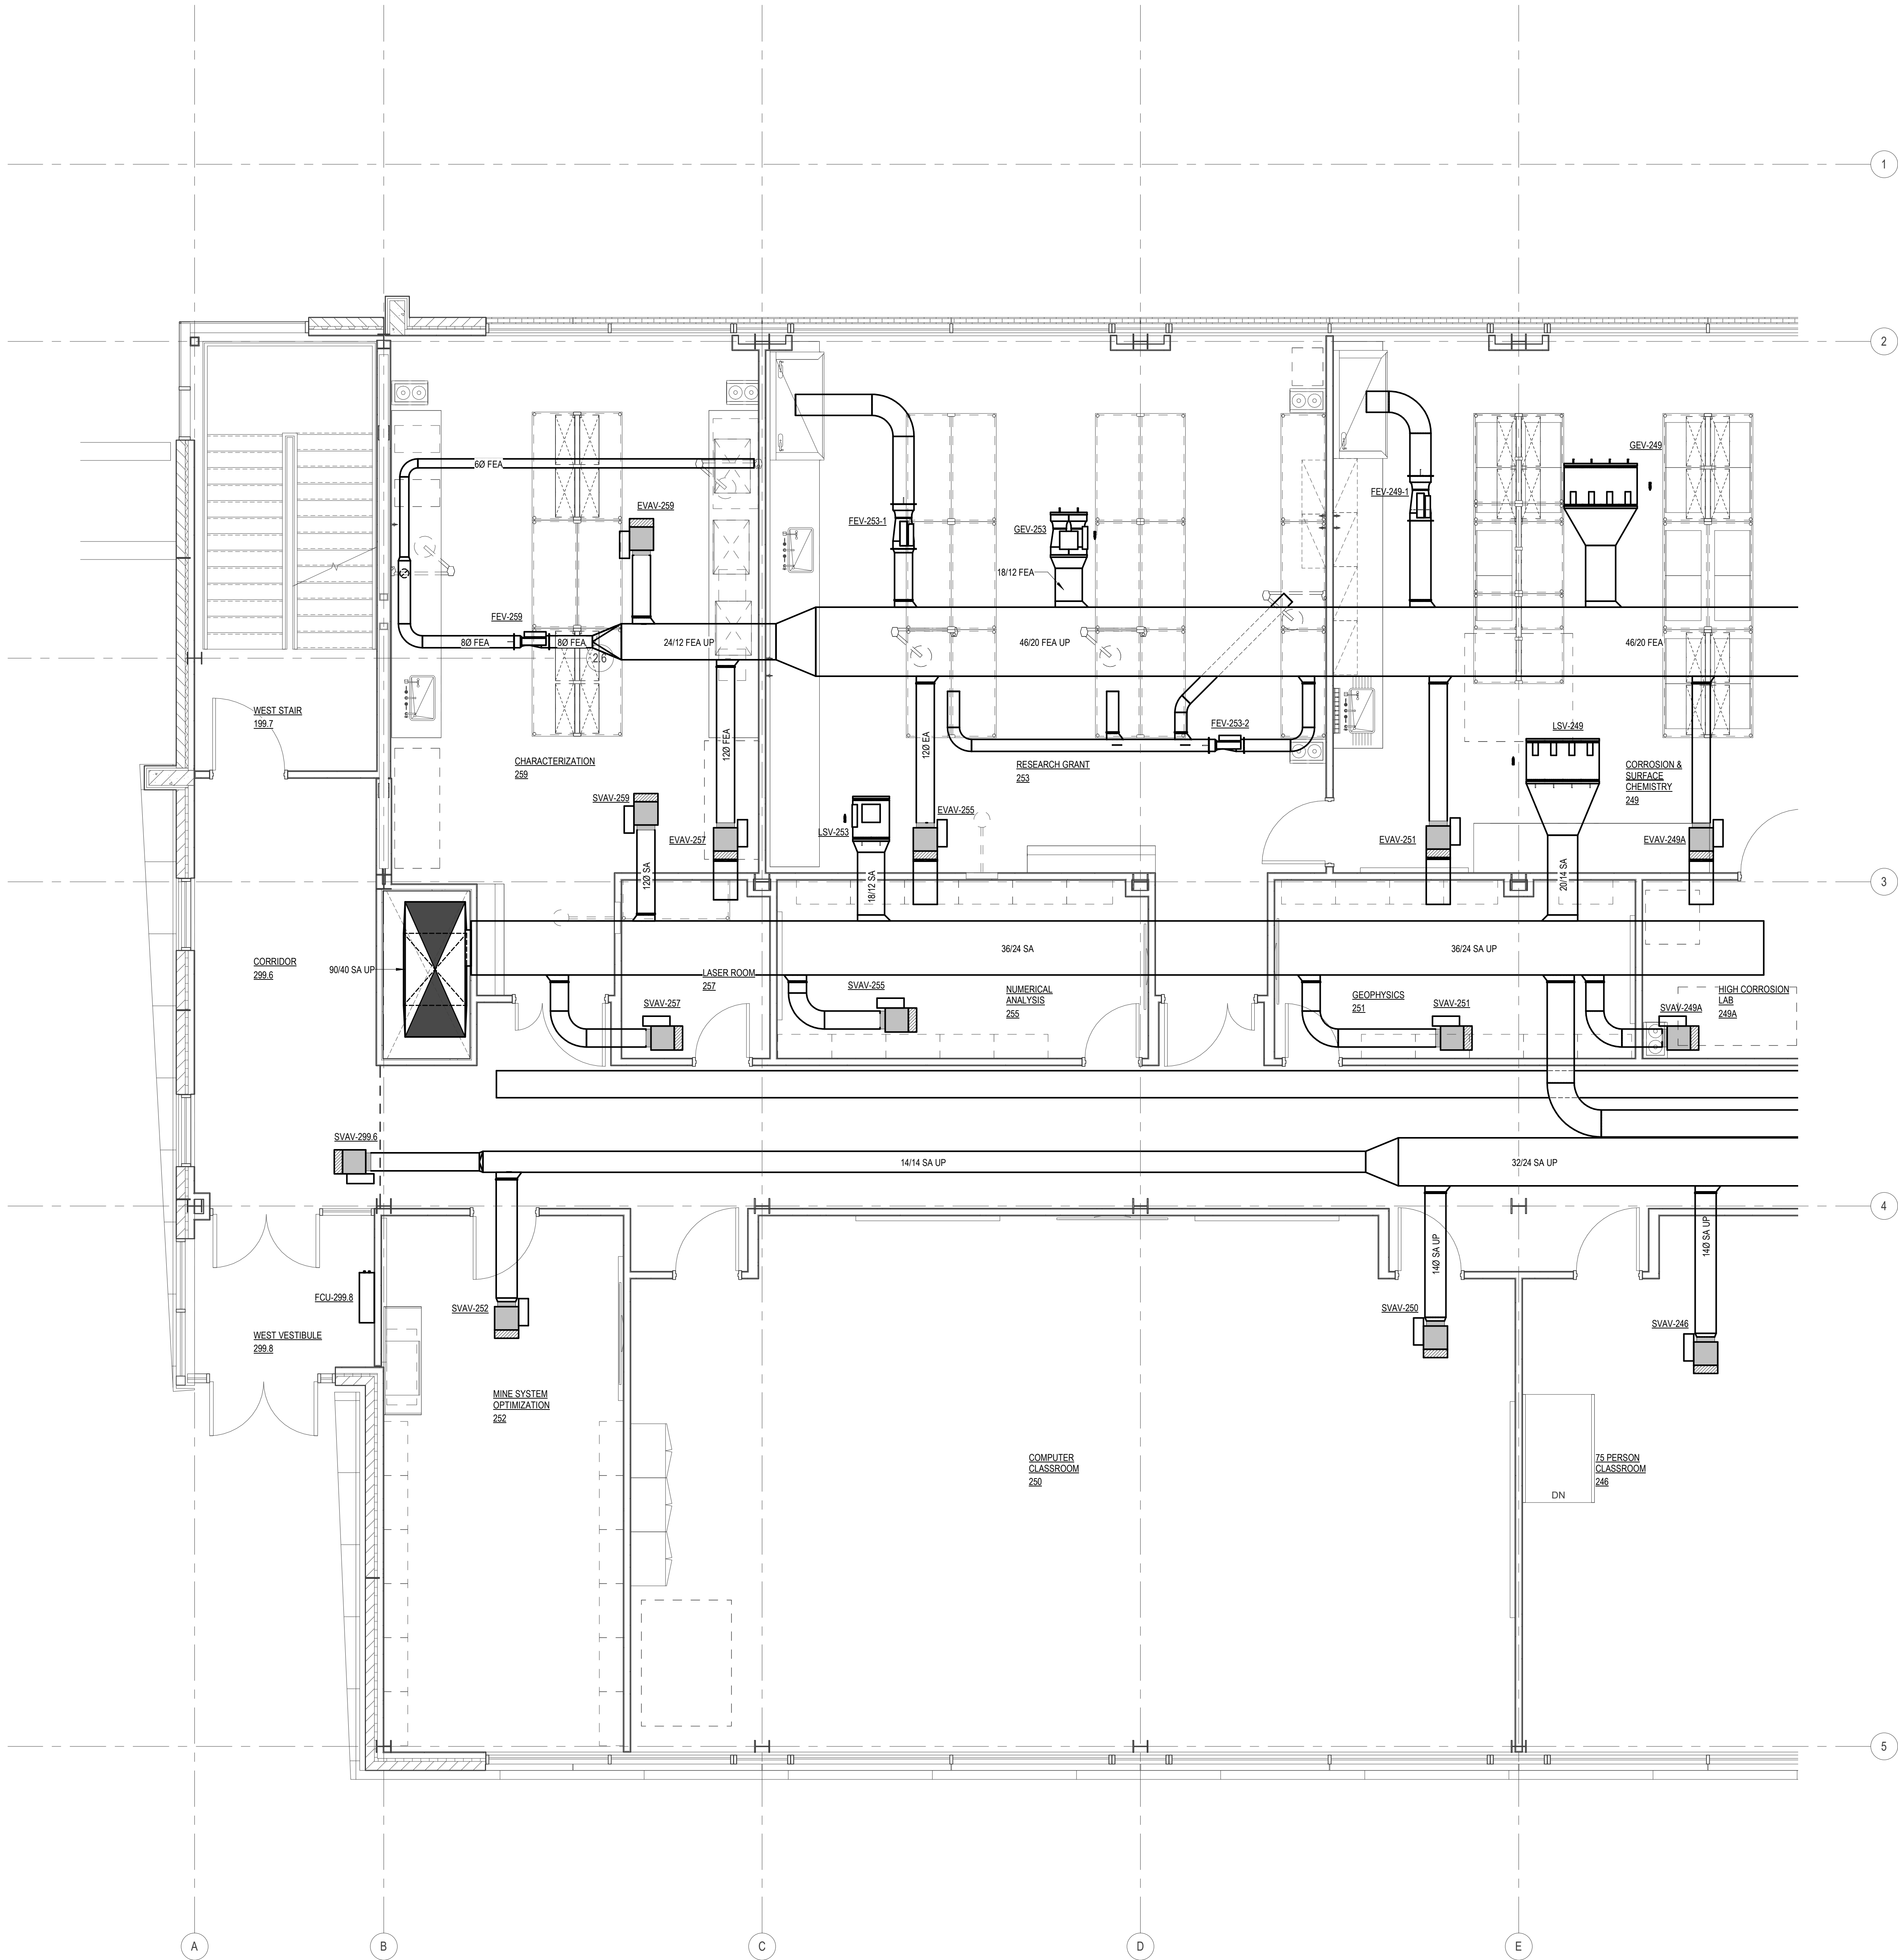 1
2
GEV-249
6Ø FEA
EVAV-259
FEV-249-1
FEV-253-1
GEV-253
18/12 FEA
FEV-259
8Ø FEA
8Ø FEA
24/12 FEA UP
46/20 FEA UP
46/20 FEA
2.6
WEST STAIR
199.7
FEV-253-2
LSV-249
12Ø FEA
12Ø EA
CHARACTERIZATION
259
RESEARCH GRANT
253
CORROSION &
SURFACE
CHEMISTRY
249
SVAV-259
EVAV-255
LSV-253
EVAV-257
EVAV-251
EVAV-249A
12Ø SA
18/12 SA
20/14 SA
3
36/24 SA
36/24 SA UP
CORRIDOR
299.6
90/40 SA UP
LASER ROOM
257
SVAV-257
SVAV-255
NUMERICAL
ANALYSIS
255
GEOPHYSICS
251
SVAV-251
SVAV-249A
HIGH CORROSION
LAB
249A
SVAV-299.6
14/14 SA UP
32/24 SA UP
4
14Ø SA UP
14Ø SA UP
FCU-299.8
SVAV-252
SVAV-250
SVAV-246
WEST VESTIBULE
299.8
MINE SYSTEM
OPTIMIZATION
252
COMPUTER
CLASSROOM
250
75 PERSON
CLASSROOM
246
DN
5
A
B
C
D
E